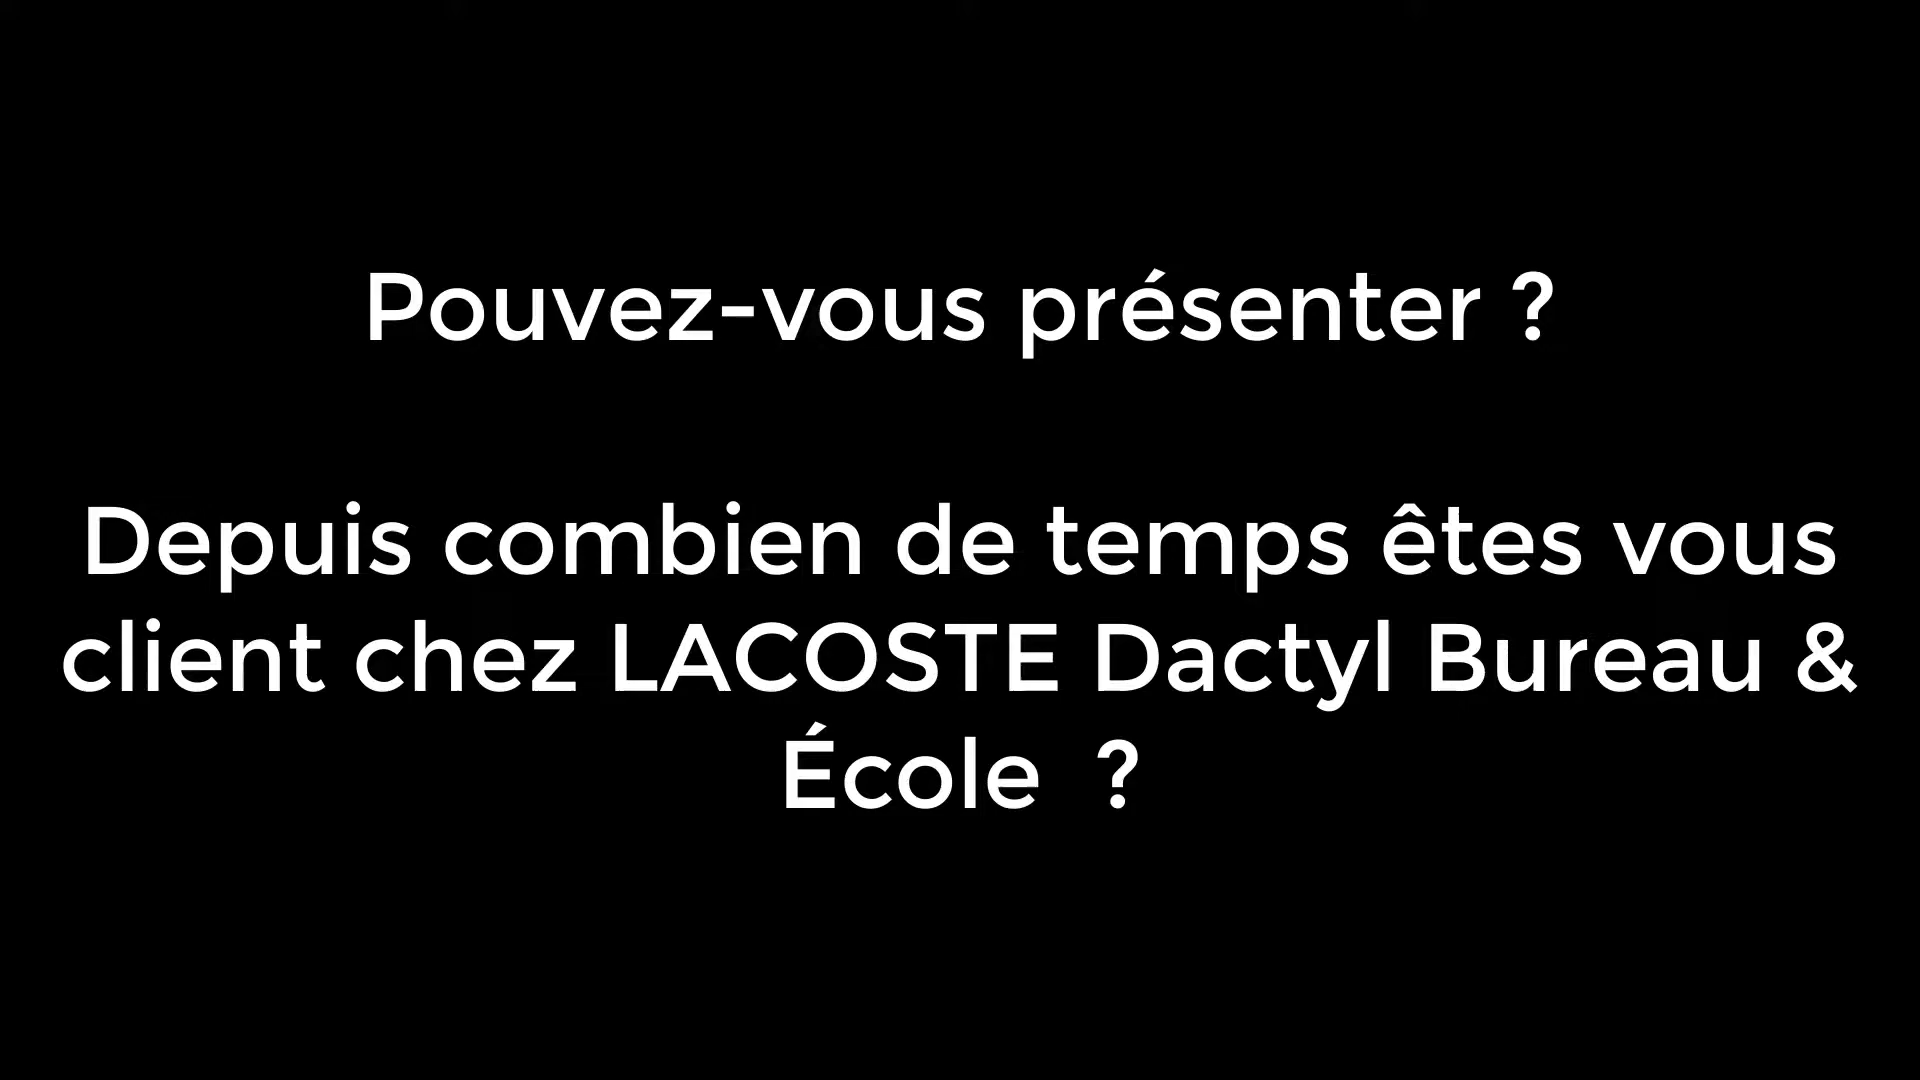 Pouvez-vous présenter ?
Depuis combien de temps êtes vous
client chez LACOSTE Dactyl Bureau &
École  ?